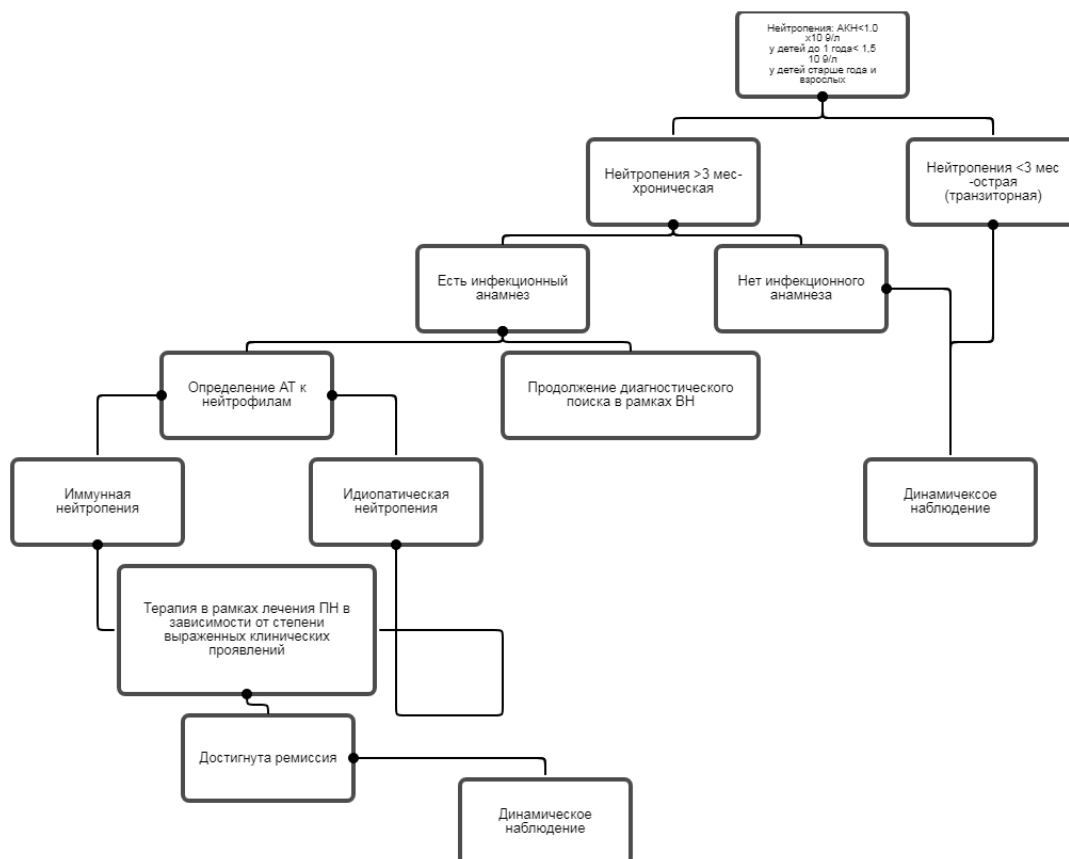 Нейтропения: АКН<1.0
x10 9/л
у детей до 1 года< 1,5
10 9/л
у детей старше года и
взрослых
Нейтропения >3 мес-
хроническая
Нейтропения <3 мес
-острая
(транзиторная)
Есть инфекционный
анамнез
Нет инфекционного
анамнеза
Определение АТ к
нейтрофилам
Продолжение диагностического
поиска в рамках ВН
Иммунная
нейтропения
Идиопатическая
нейтропения
Динамичексое
наблюдение
Терапия в рамках лечения ПН в
зависимости от степени
выраженных клинических
проявлений
Достигнута ремиссия
Динамическое
наблюдение